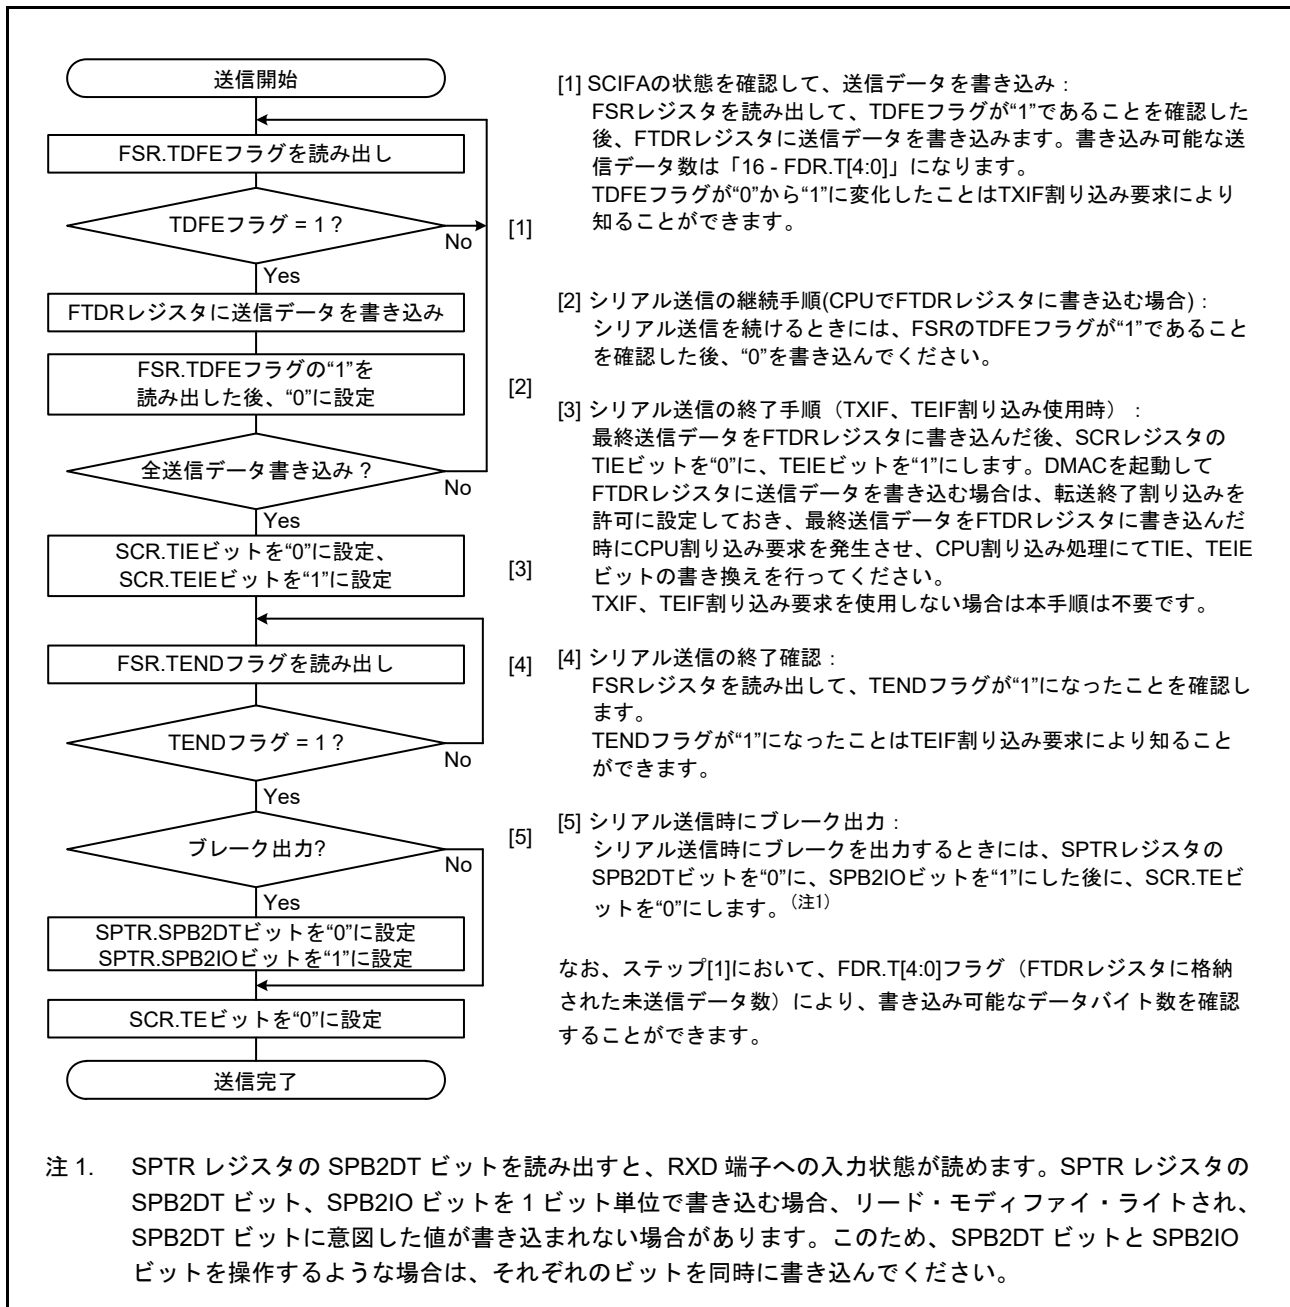 送信開始
FSR.TDFEフラグを読み出し
TDFEフラグ = 1 ?
No
[1]
Yes
FTDRレジスタに送信データを書き込み
FSR.TDFEフラグの“1”を
読み出した後、“0”に設定
[2]
全送信データ書き込み ?
No
Yes
SCR.TIEビットを“0”に設定、
SCR.TEIEビットを“1”に設定
[3]
FSR.TENDフラグを読み出し
[4]
TENDフラグ = 1 ?
No
Yes
ブレーク出力?
[5]
No
Yes
SPTR.SPB2DTビットを“0”に設定
SPTR.SPB2IOビットを“1”に設定
SCR.TEビットを“0”に設定
送信完了
[1] SCIFAの状態を確認して、送信データを書き込み：
FSRレジスタを読み出して、TDFEフラグが“1”であることを確認した
後、FTDRレジスタに送信データを書き込みます。書き込み可能な送
信データ数は「16 - FDR.T[4:0]」になります。
TDFEフラグが“0”から“1”に変化したことはTXIF割り込み要求により
知ることができます。
[2] シリアル送信の継続手順(CPUでFTDRレジスタに書き込む場合)：
シリアル送信を続けるときには、FSRのTDFEフラグが“1”であること
を確認した後、“0”を書き込んでください。
[3] シリアル送信の終了手順（TXIF、TEIF割り込み使用時）：
最終送信データをFTDRレジスタに書き込んだ後、SCRレジスタの
TIEビットを“0”に、TEIEビットを“1”にします。DMACを起動して
FTDRレジスタに送信データを書き込む場合は、転送終了割り込みを
許可に設定しておき、最終送信データをFTDRレジスタに書き込んだ
時にCPU割り込み要求を発生させ、CPU割り込み処理にてTIE、TEIE
ビットの書き換えを行ってください。
TXIF、TEIF割り込み要求を使用しない場合は本手順は不要です。
[4] シリアル送信の終了確認：
FSRレジスタを読み出して、TENDフラグが“1”になったことを確認し
ます。
TENDフラグが“1”になったことはTEIF割り込み要求により知ること
ができます。
[5] シリアル送信時にブレーク出力：
シリアル送信時にブレークを出力するときには、SPTRレジスタの
SPB2DTビットを“0”に、SPB2IOビットを“1”にした後に、SCR.TEビ
ットを“0”にします。（注1）
なお、ステップ[1]において、FDR.T[4:0]フラグ（FTDRレジスタに格納
された未送信データ数）により、書き込み可能なデータバイト数を確認
することができます。
注 1. SPTR レジスタの SPB2DT ビットを読み出すと、RXD 端子への入力状態が読めます。SPTR レジスタの
SPB2DT ビット、SPB2IO ビットを 1 ビット単位で書き込む場合、リード・モディファイ・ライトされ、
SPB2DT ビットに意図した値が書き込まれない場合があります。このため、SPB2DT ビットと SPB2IO
ビットを操作するような場合は、それぞれのビットを同時に書き込んでください。